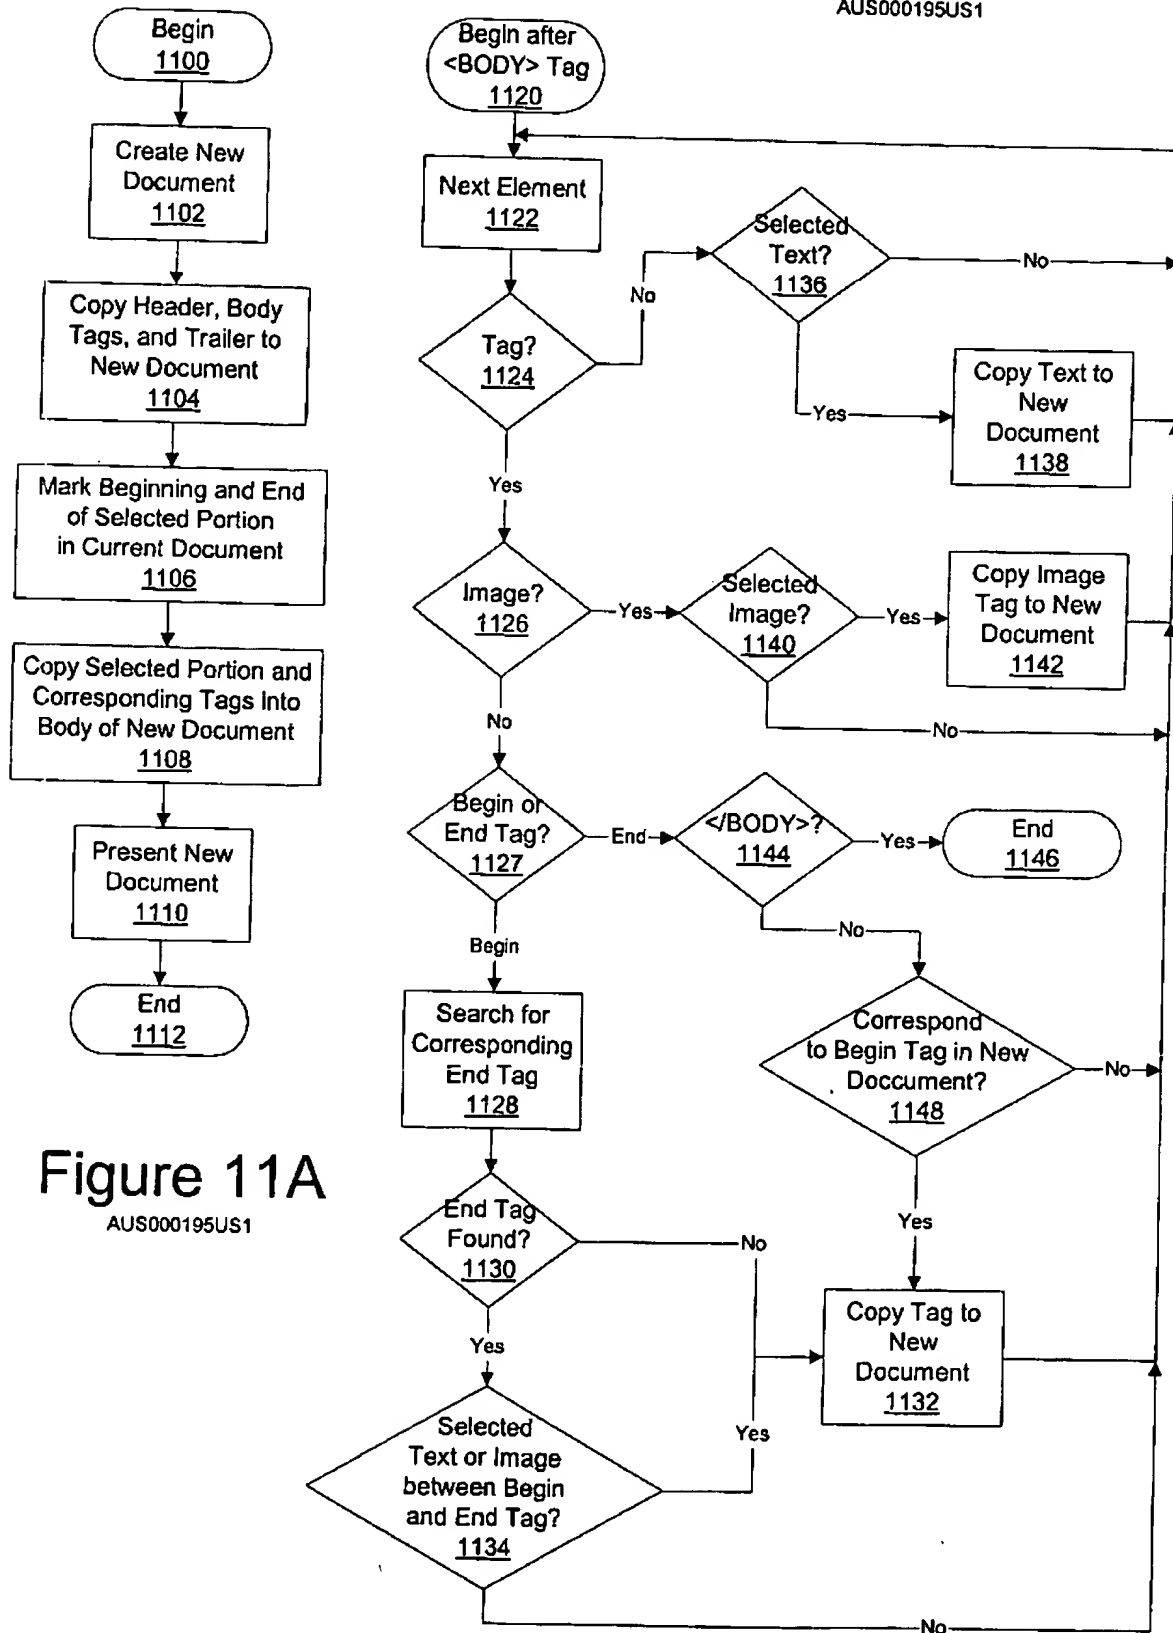 AUS000195US1
Begin
1100
Create New
Document
1102
Copy Header, Body
Tags, and Trailer to
New Document
1104
Mark Beginning and End
of Selected Portion
in Current Document
1106
Copy Selected Portion and
Corresponding Tags Into
Body of New Document
1108
Present New
Document
1110
End
1112
Figure 11A
AUS000195US1
Begin after
<BODY> Tag
1120
Next Element
1122
Tag?
1124
No
Selected
Text?
1136
No
Yes
Copy Text to
New
Document
1138
Yes
Image?
1126
Yes
Selected
Image?
1140
Yes
Copy Image
Tag to New
Document
1142
No
No
Begin or
End Tag?
1127
End
</BODY>?
1144
Yes
End
1146
No
Begin
Search for
Corresponding
End Tag
1128
Correspond
to Begin Tag in New
Doccument?
1148
No
Yes
End Tag
Found?
1130
No
Yes
Copy Tag to
New
Document
1132
Selected
Text or Image
between Begin
and End Tag?
1134
Yes
No